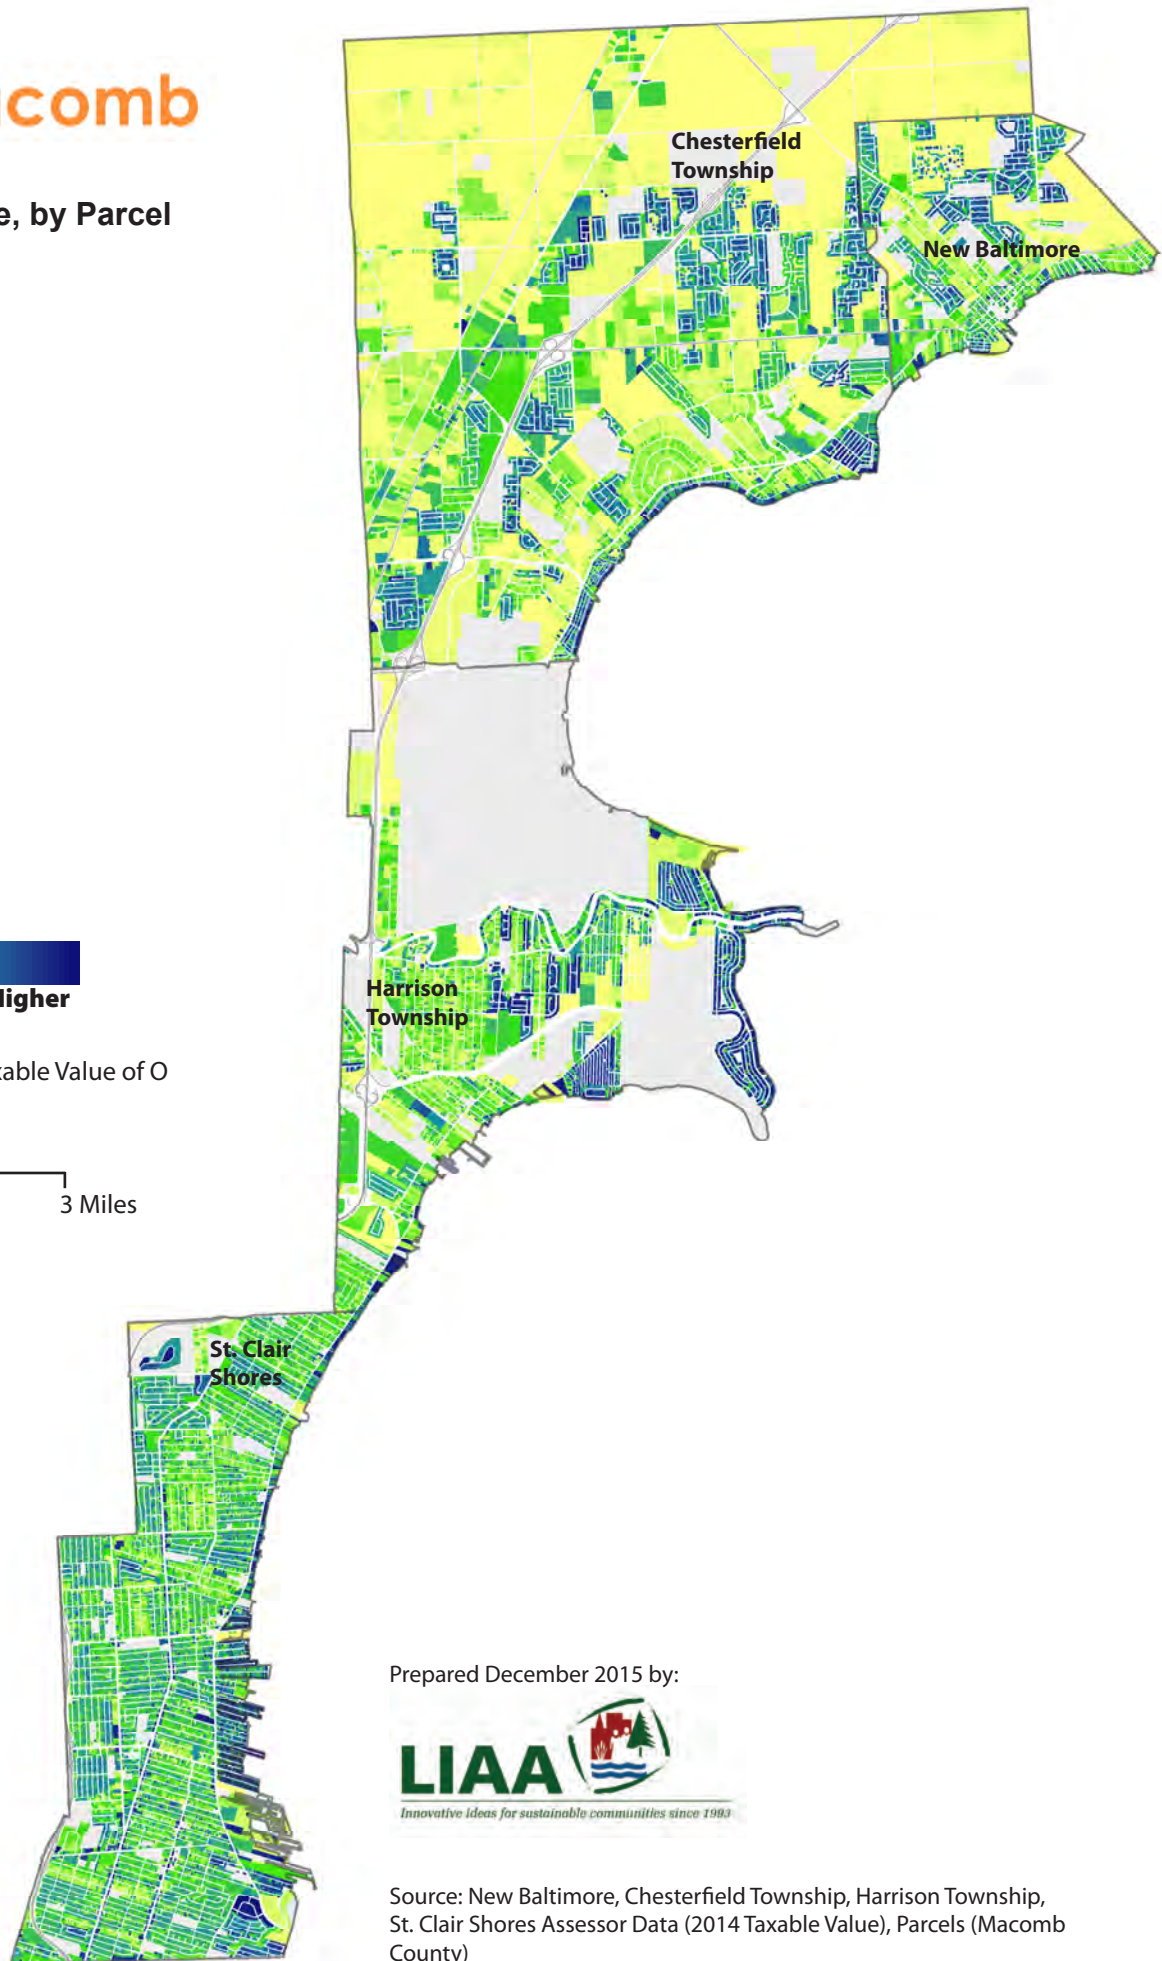 acomb
e, by Parcel
Chesterfield
Township
New Baltimore
Higher
xable Value of O
3 Miles
Harrison
Township
St. Clair
Shores
Prepared December 2015 by:
LIAA
Innovative ideas for sustainable communities since 1993
Source: New Baltimore, Chesterfield Township, Harrison Township,
St. Clair Shores Assessor Data (2014 Taxable Value), Parcels (Macomb
County)